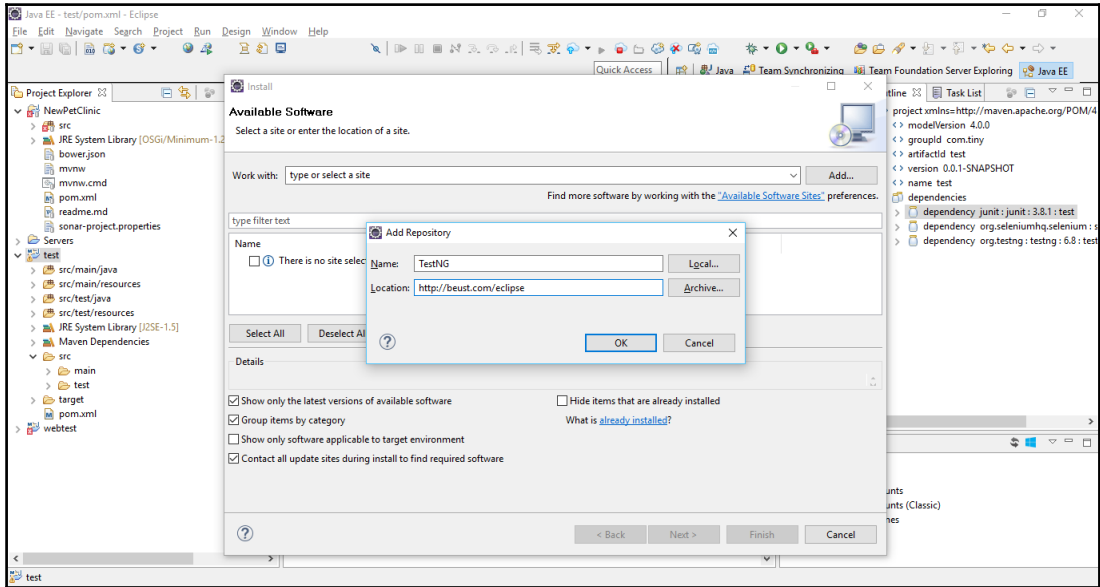 Java EE - test/pom.xml - Eclipse
File Edit Navigate Search Project Run Design Window Help
Quick Access
Java
Team Synchronizing
Team Foundation Server Exploring
Java EE
Project Explorer
NewPetClinic
src
JRE System Library [OSGi/Minimum-1.2
bower.json
mvnw
mvnw.cmd
pom.xml
readme.md
sonar-project.properties
Servers
test
src/main/java
src/main/resources
src/test/java
src/test/resources
JRE System Library [J2SE-1.5]
Maven Dependencies
src
main
test
target
pom.xml
webtest
Install
Available Software
Select a site or enter the location of a site.
Work with: type or select a site
Add...
Find more software by working with the "Available Software Sites" preferences.
type filter text
Name
There is no site selec
Add Repository
Name: TestNG
Local...
Location: http://beust.com/eclipse
Archive...
OK
Cancel
Select All
Deselect Al
Details
Show only the latest versions of available software
Hide items that are already installed
Group items by category
What is already installed?
Show only software applicable to target environment
Contact all update sites during install to find required software
< Back
Next >
Finish
Cancel
tline
Task List
project xmlns=http://maven.apache.org/POM/4
modelVersion 4.0.0
groupId com.tiny
artifactId test
version 0.0.1-SNAPSHOT
name test
dependencies
dependency junit : junit : 3.8.1 : test
dependency org.seleniumhq.selenium : s
dependency org.testng : testng : 6.8 : test
unts
unts (Classic)
nes
test